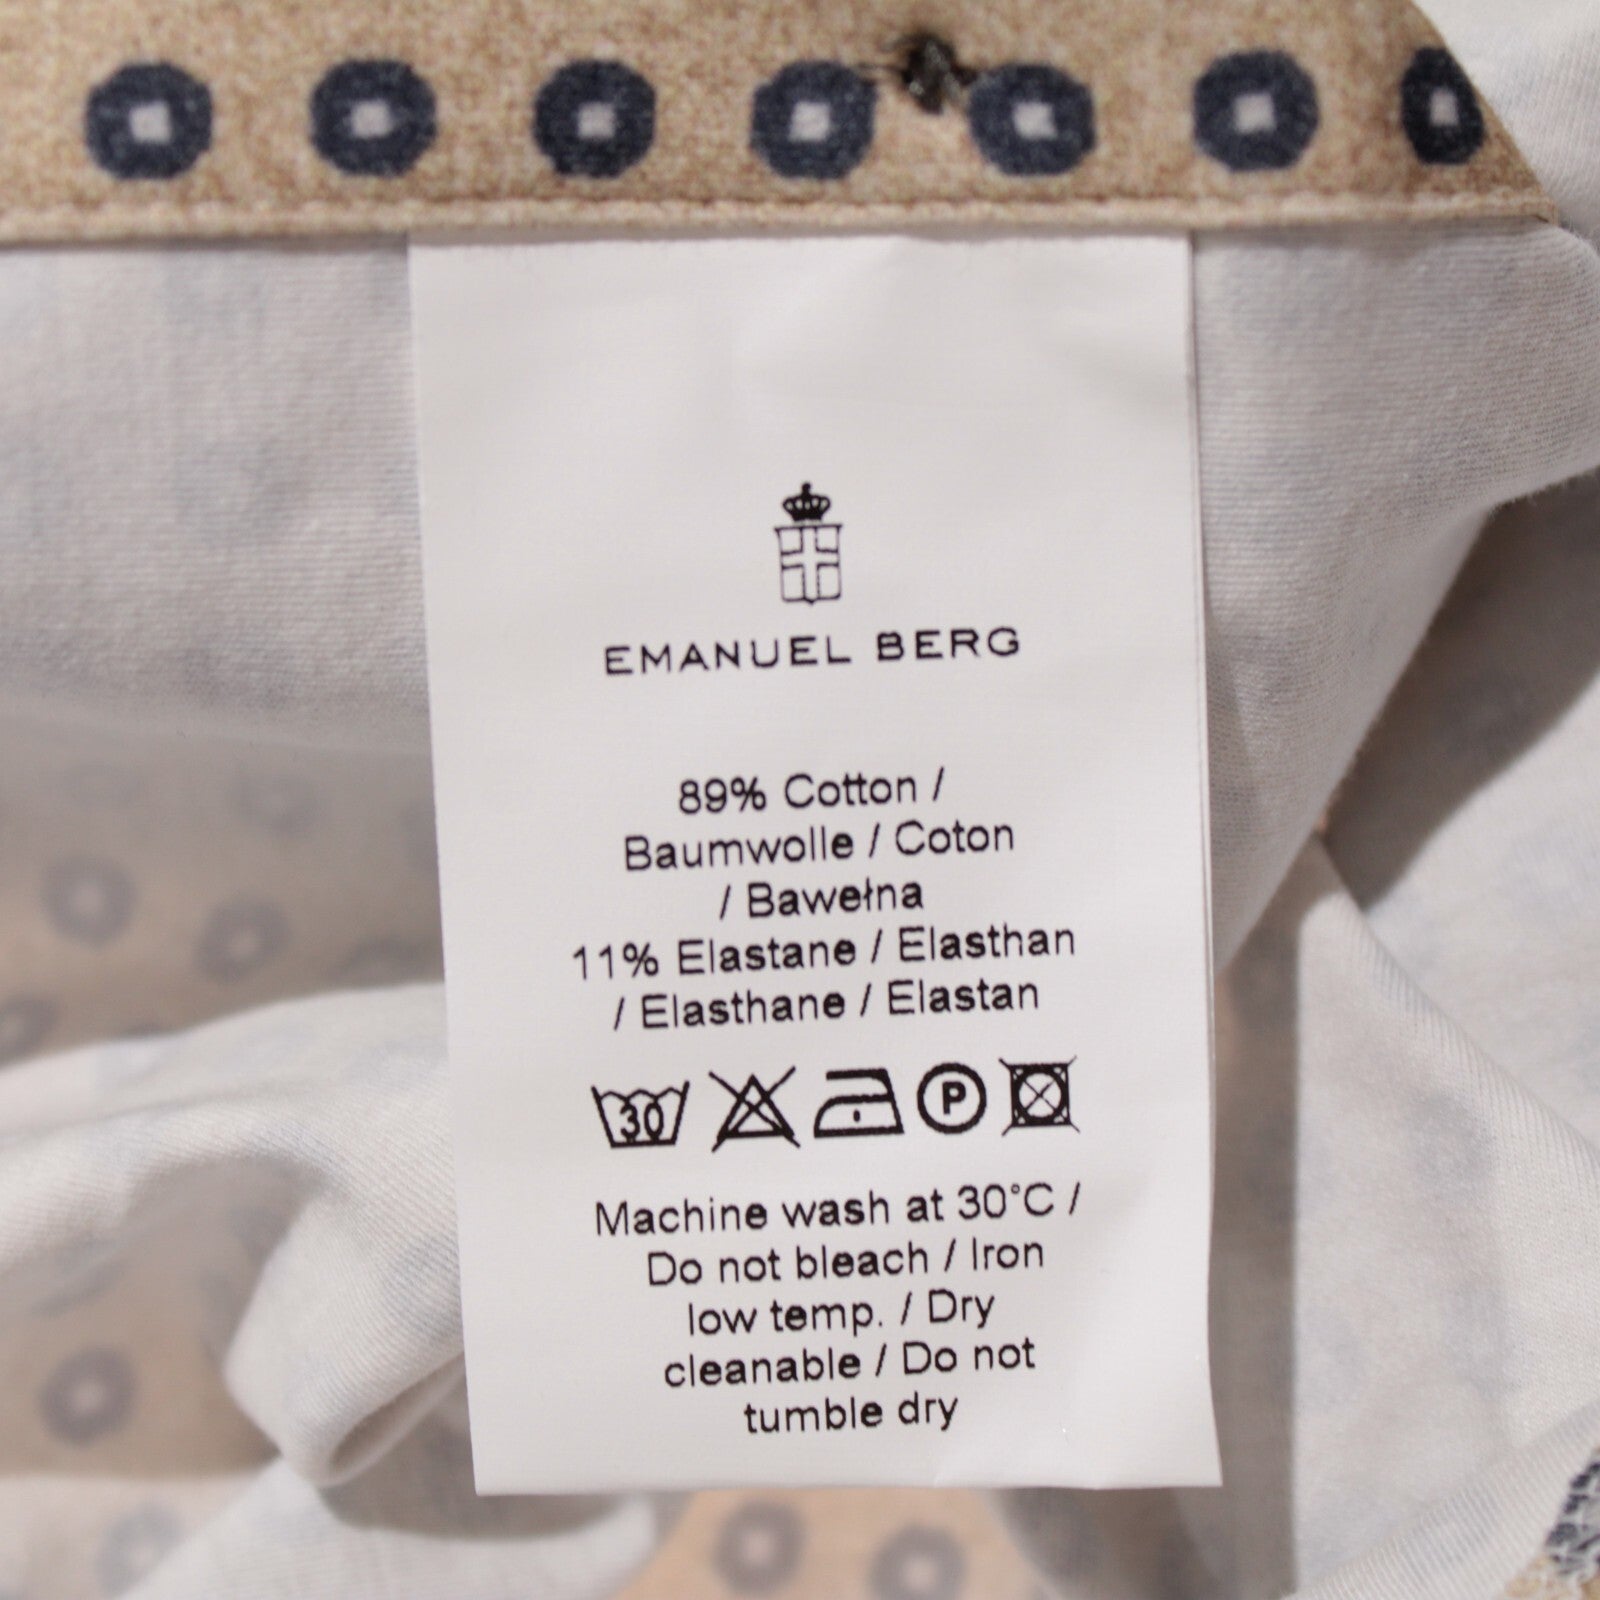 EMANUEL BERG
89% Cotton /
Baumwolle / Coton
/ Bawełna
11% Elastane / Elasthan
/ Elasthane / Elastan
30 P
Machine wash at 30°C /
Do not bleach / Iron
low temp. / Dry
cleanable / Do not
tumble dry